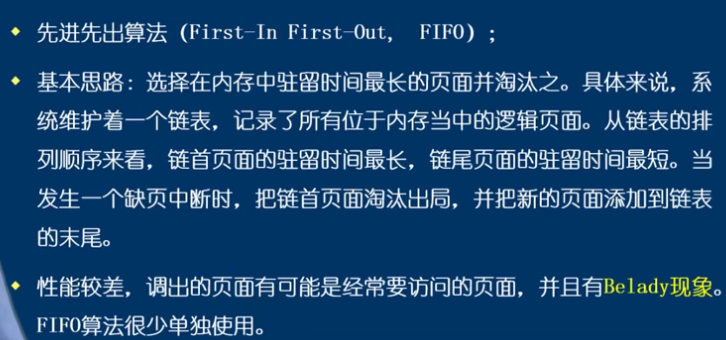 先进先出算法（First-In First-Out, FIFO）;
基本思路：选择在内存中驻留时间最长的页面并淘汰之。具体来说，系
统维护着一个链表，记录了所有位于内存当中的逻辑页面。从链表的排
列顺序来看，链首页面的驻留时间最长，链尾页面的驻留时间最短。当
发生一个缺页中断时，把链首页面淘汰出局，并把新的页面添加到链表
的末尾。
性能较差，调出的页面有可能是经常要访问的页面，并且有Belady现象。
FIFO算法很少单独使用。